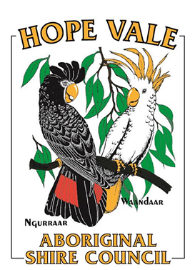 HOPE VALE
WAANDAAR
NGURRAAR
ABORIGINAL
SHIRE COUNCIL